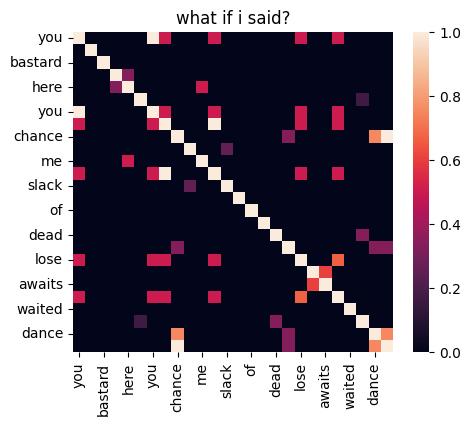 what if i said?
you
bastard
here
you
chance
me
slack
of
dead
lose
awaits
waited
dance
1.0
0.8
0.6
0.4
0.2
0.0
you
bastard
here
you
chance
me
slack
of
dead
lose
awaits
waited
dance